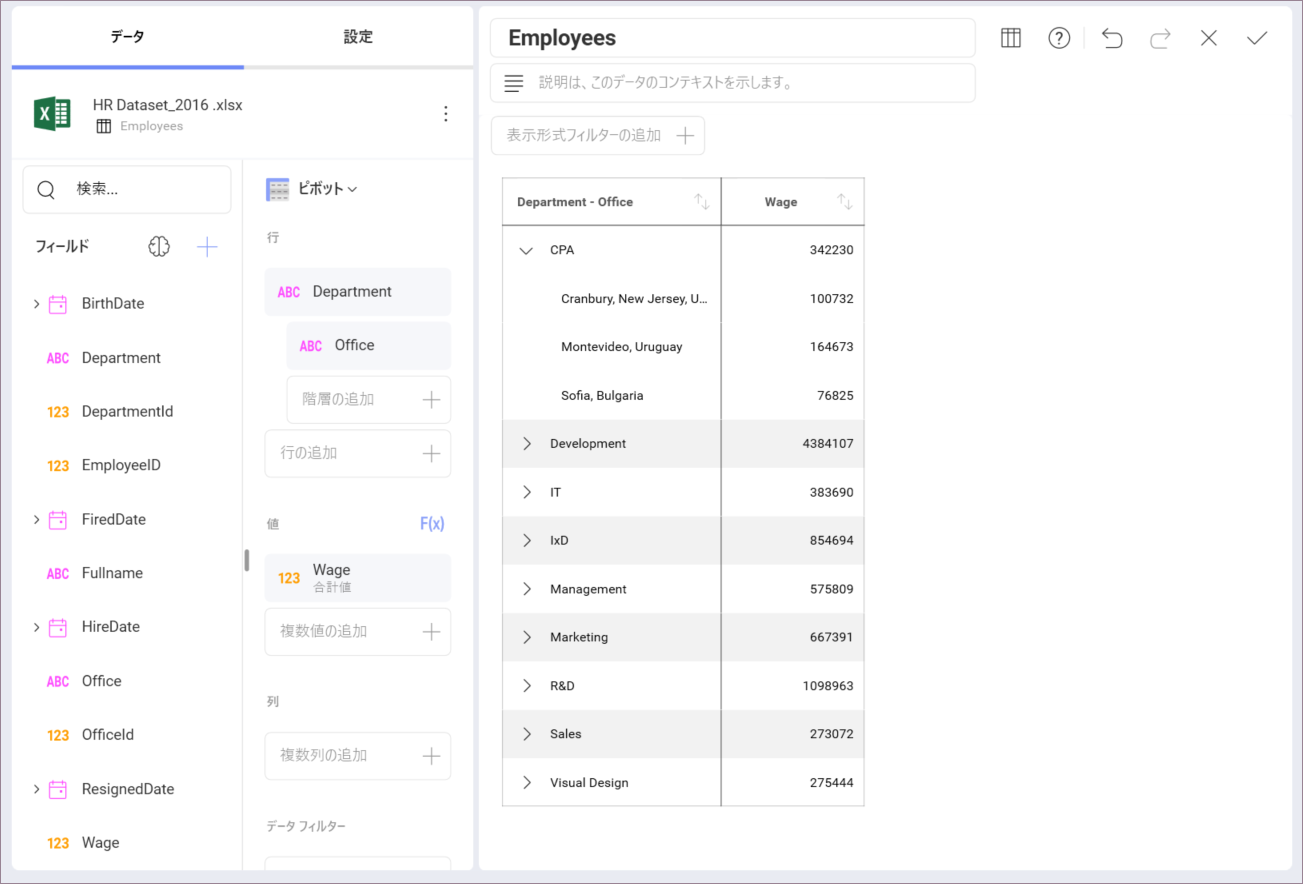 データ
設定
HR Dataset_2016 .xlsx
Employees
検索...
フィールド
BirthDate
ABC Department
123 DepartmentId
123 EmployeeID
FiredDate
ABC Fullname
HireDate
ABC Office
123 OfficeId
ResignedDate
123 Wage
ピボット
行
ABC Department
ABC Office
階層の追加
行の追加
値 F(x)
123 Wage
合計値
複数値の追加
列
複数列の追加
データ フィルター
Employees
説明は、このデータのコンテキストを示します。
表示形式フィルターの追加
Department - Office Wage
CPA 342230
Cranbury, New Jersey, U... 100732
Montevideo, Uruguay 164673
Sofia, Bulgaria 76825
Development 4384107
IT 383690
IxD 854694
Management 575809
Marketing 667391
R&D 1098963
Sales 273072
Visual Design 275444